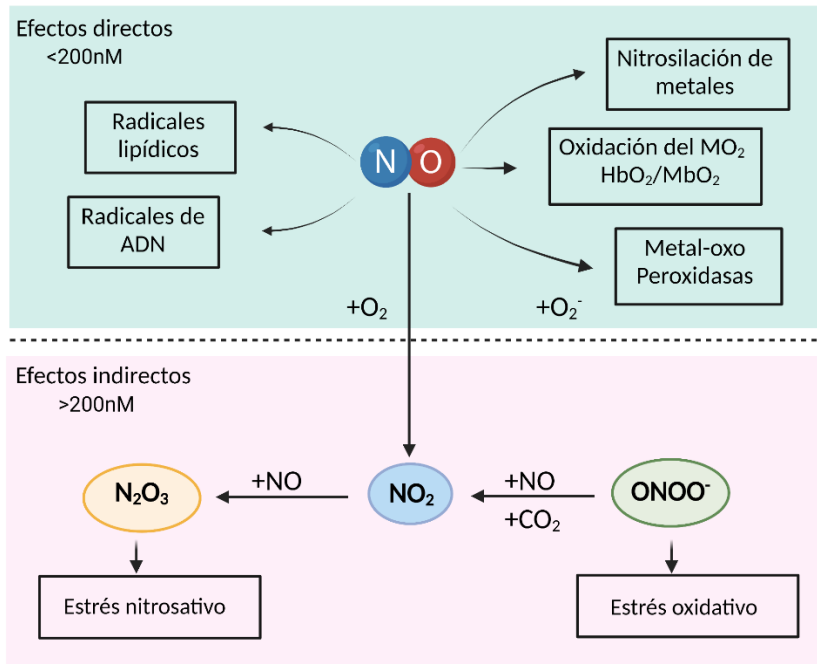 Efectos directos
<200nM
Radicales
lipídicos
Radicales de
ADN
N O
Nitrosilación de
metales
Oxidación del MO₂
HbO₂/MbO₂
Metal-oxo
Peroxidasas
+O₂
+O₂⁻
Efectos indirectos
>200nM
N₂O₃
+NO
NO₂
+NO
+CO₂
ONOO⁻
Estrés nitrosativo
Estrés oxidativo